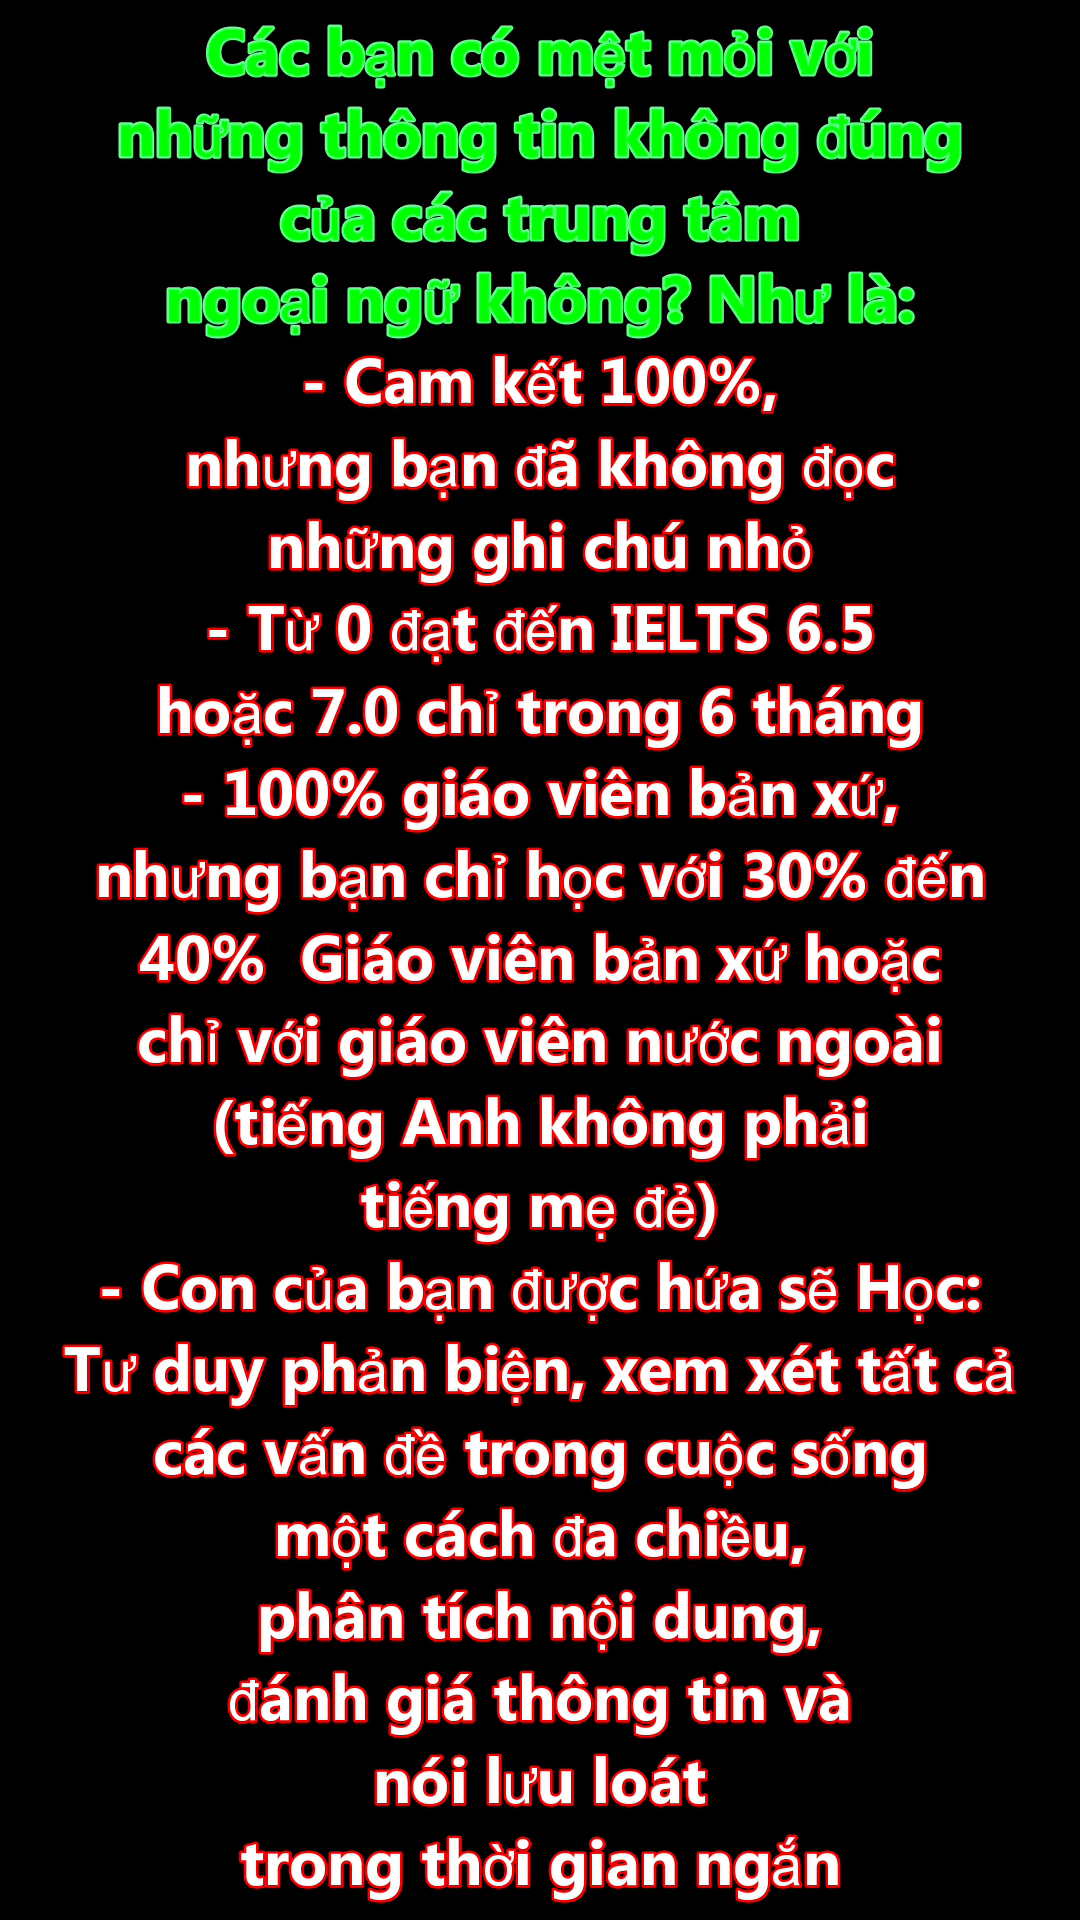 Các bạn có mệt mỏi với
những thông tin không đúng
của các trung tâm
ngoại ngữ không? Như là:
- Cam kết 100%,
nhưng bạn đã không đọc
những ghi chú nhỏ
- Từ 0 đạt đến IELTS 6.5
hoặc 7.0 chỉ trong 6 tháng
- 100% giáo viên bản xứ,
nhưng bạn chỉ học với 30% đến
40%  Giáo viên bản xứ hoặc
chỉ với giáo viên nước ngoài
(tiếng Anh không phải
tiếng mẹ đẻ)
- Con của bạn được hứa sẽ Học:
Tư duy phản biện, xem xét tất cả
các vấn đề trong cuộc sống
một cách đa chiều,
phân tích nội dung,
đánh giá thông tin và
nói lưu loát
trong thời gian ngắn